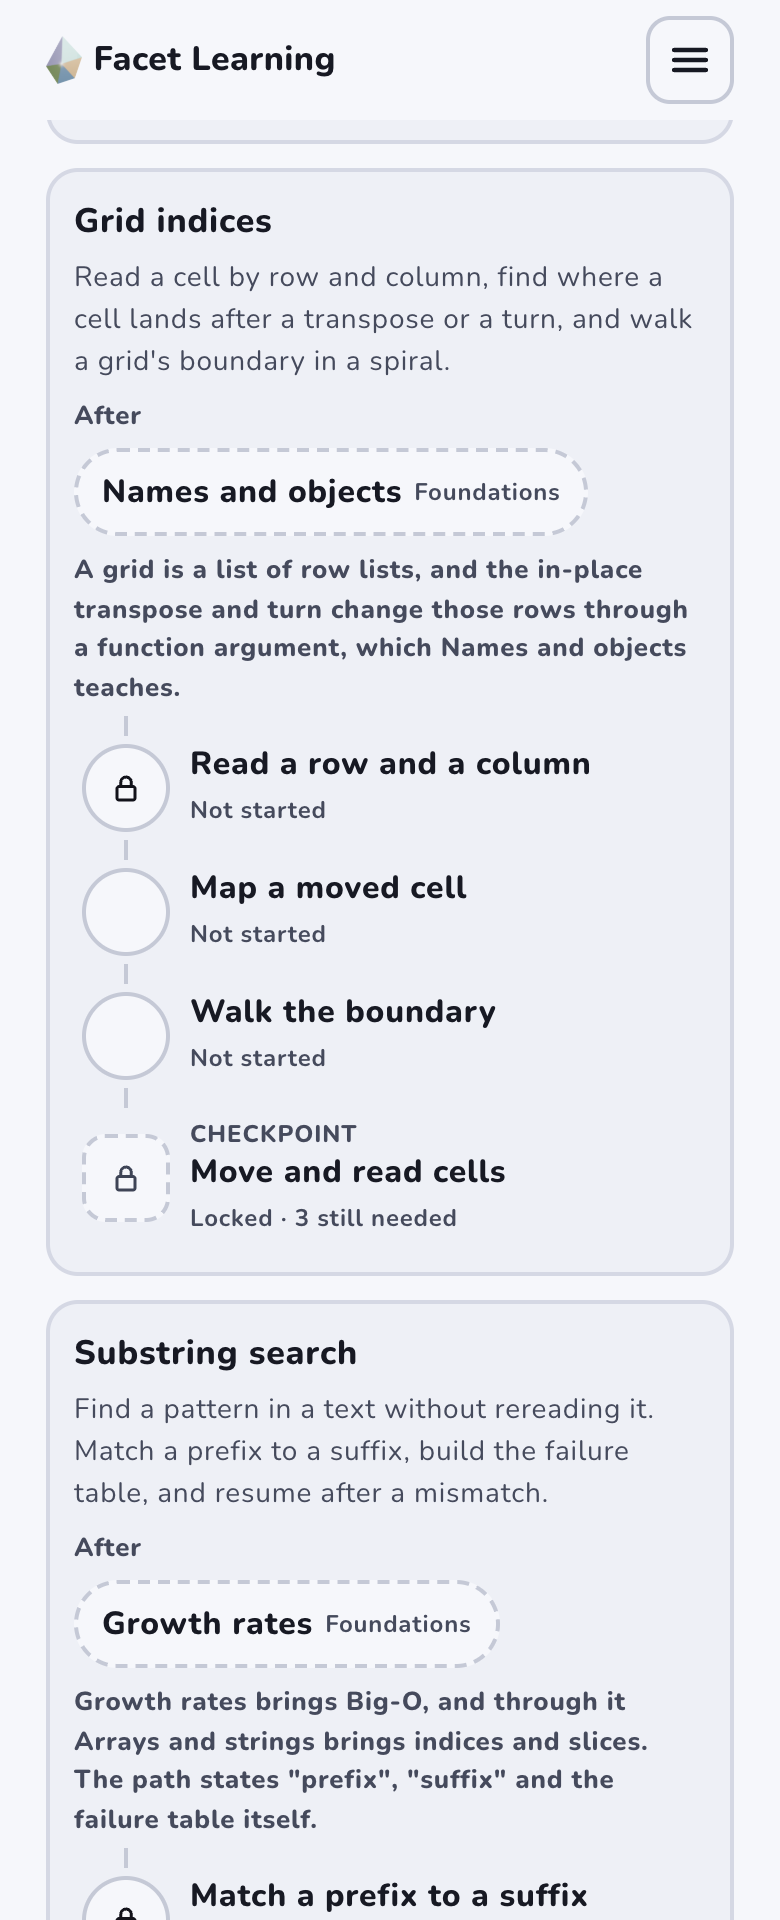 Facet Learning
Grid indices
Read a cell by row and column, find where a
cell lands after a transpose or a turn, and walk
a grid's boundary in a spiral.
After
Names and objects Foundations
A grid is a list of row lists, and the in-place
transpose and turn change those rows through
a function argument, which Names and objects
teaches.
Read a row and a column
Not started
Map a moved cell
Not started
Walk the boundary
Not started
CHECKPOINT
Move and read cells
Locked · 3 still needed
Substring search
Find a pattern in a text without rereading it.
Match a prefix to a suffix, build the failure
table, and resume after a mismatch.
After
Growth rates Foundations
Growth rates brings Big-O, and through it
Arrays and strings brings indices and slices.
The path states "prefix", "suffix" and the
failure table itself.
Match a prefix to a suffix